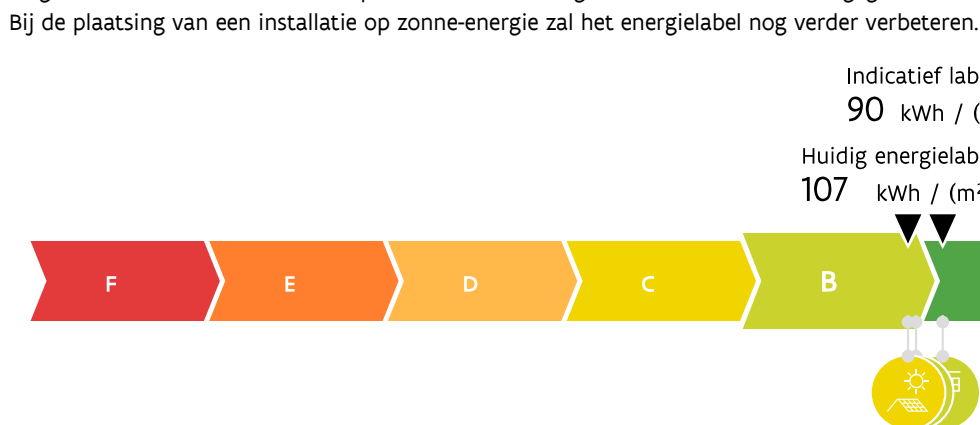 Bij de plaatsing van een installatie op zonne-energie zal het energielabel nog verder verbeteren.
Indicatief lab
90 kWh / (
Huidig energielab
107 kWh / (m²
F E D C B